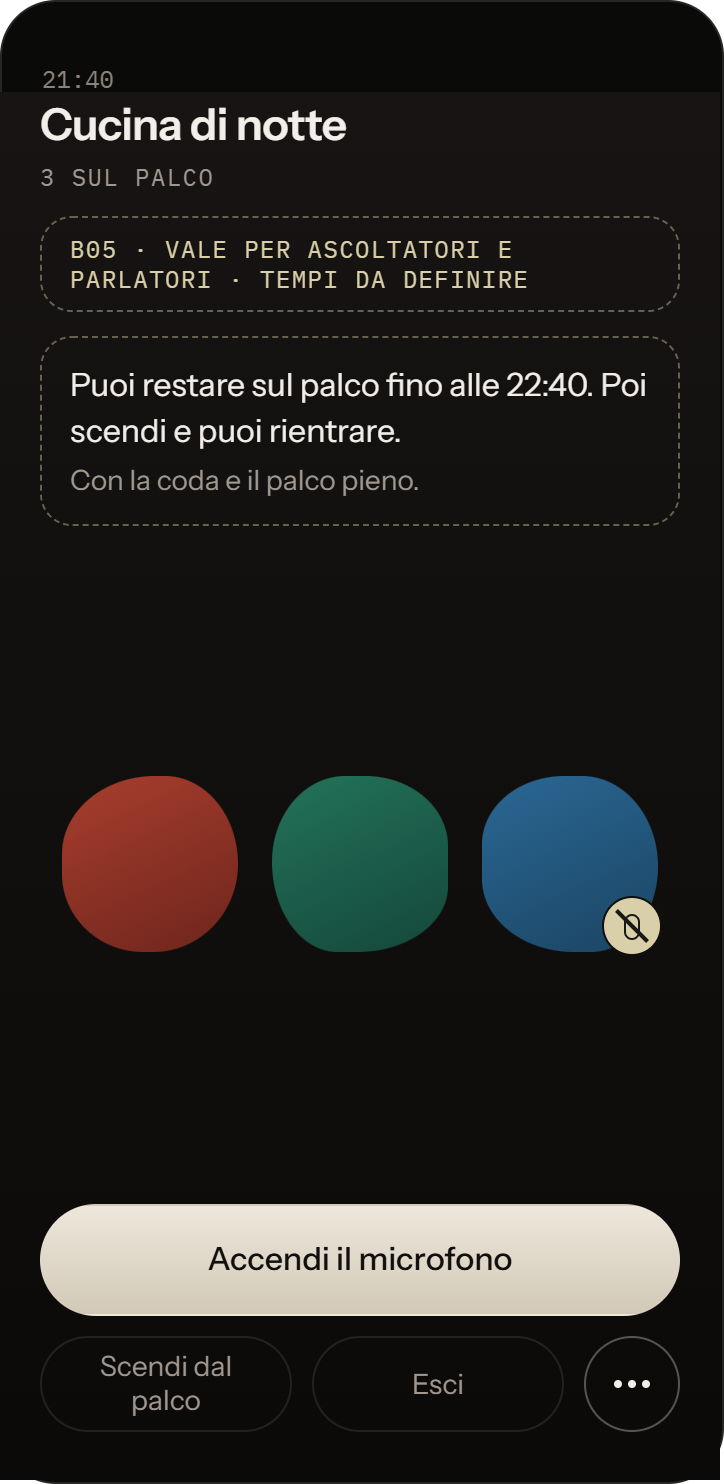 21:40
Cucina di notte
3 SUL PALCO
B05 · VALE PER ASCOLTATORI E
PARLATORI · TEMPI DA DEFINIRE
Puoi restare sul palco fino alle 22:40. Poi
scendi e puoi rientrare.
Con la coda e il palco pieno.
Accendi il microfono
Scendi dal
palco
Esci